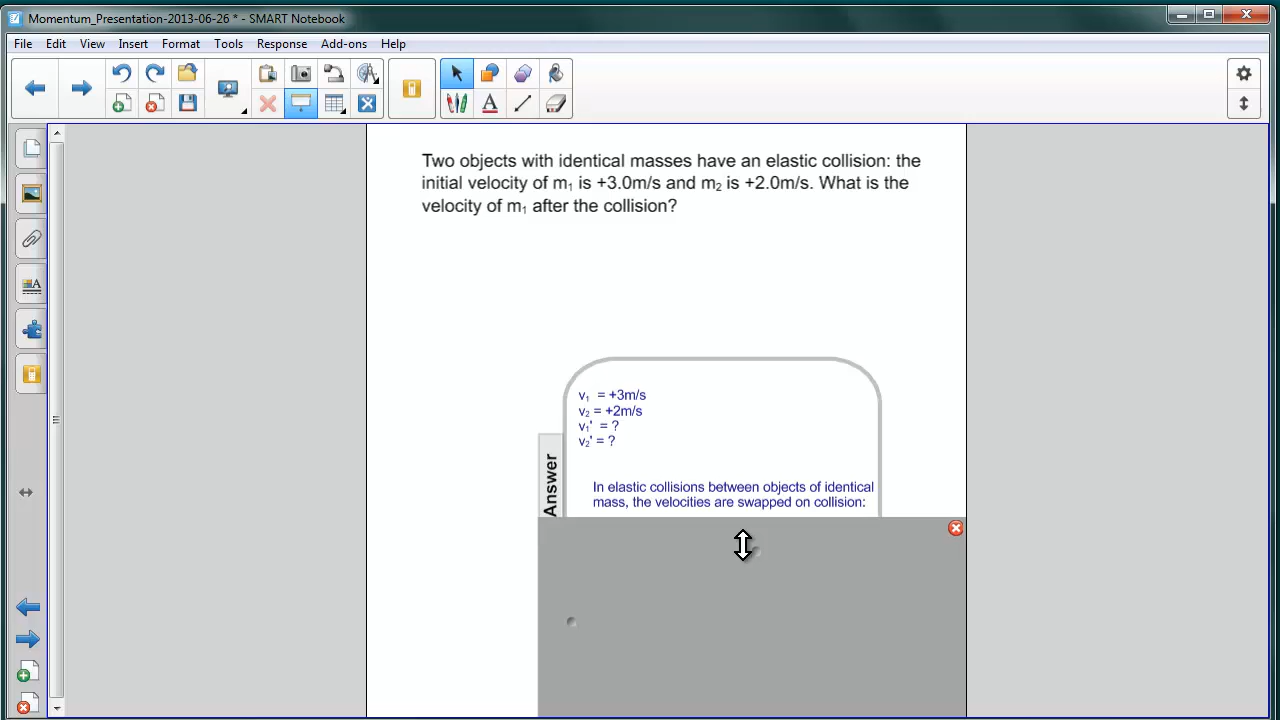 Momentum_Presentation-2013-06-26 * - SMART Notebook
File Edit View Insert Format Tools Response Add-ons Help
Two objects with identical masses have an elastic collision: the
initial velocity of m₁ is +3.0m/s and m₂ is +2.0m/s. What is the
velocity of m₁ after the collision?
v₁ = +3m/s
v₂ = +2m/s
v₁' = ?
v₂' = ?
Answer
In elastic collisions between objects of identical
mass, the velocities are swapped on collision: